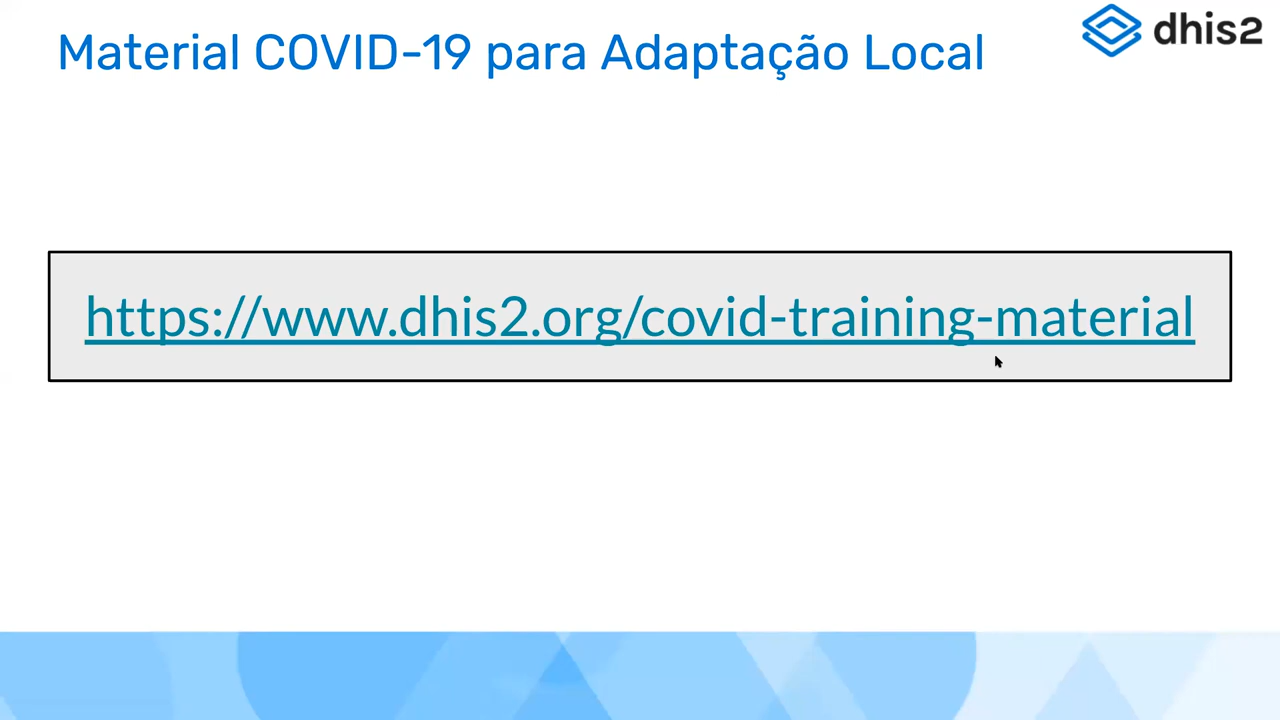 Material COVID-19 para Adaptação Local
dhis2
https://www.dhis2.org/covid-training-material